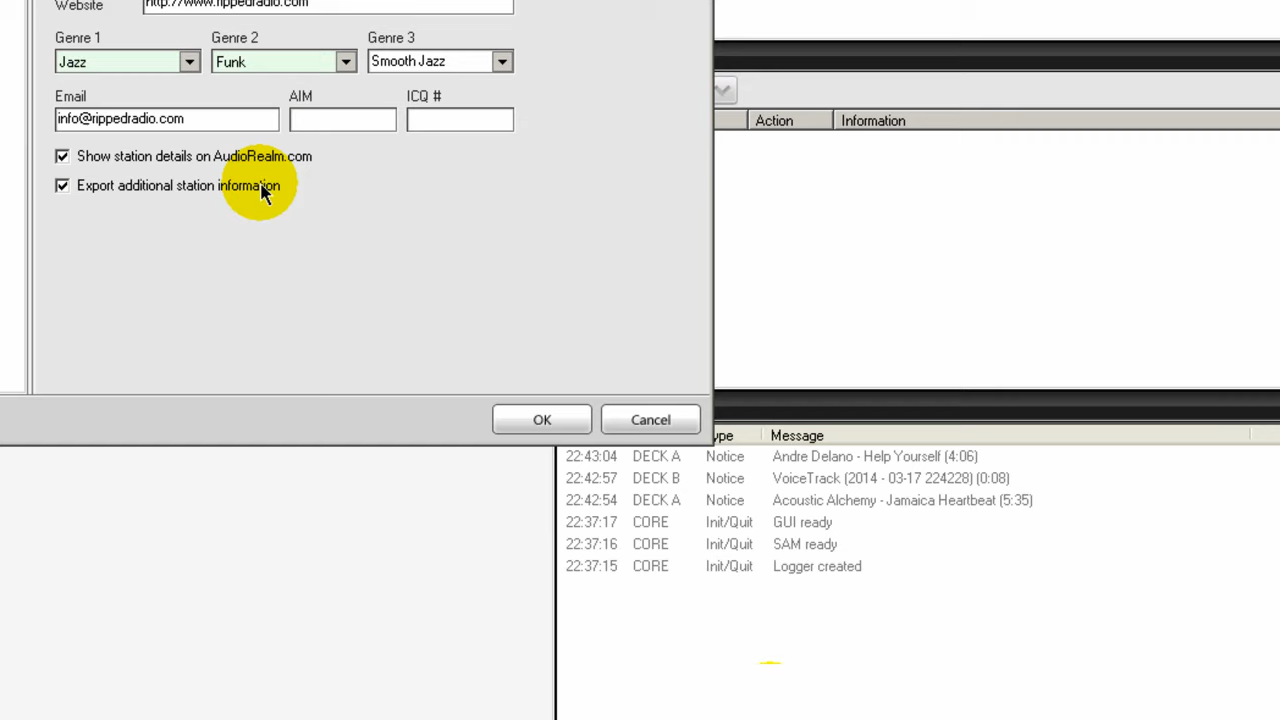 Website http://www.rippedradio.com
Genre 1 Genre 2 Genre 3
Jazz Funk Smooth Jazz
Email AIM ICQ #
info@rippedradio.com
Show station details on AudioRealm.com
Export additional station information
OK Cancel
Action Information
ype Message
22:43:04 DECK A Notice Andre Delano - Help Yourself (4:06)
22:42:57 DECK B Notice VoiceTrack (2014 - 03-17 224228) (0:08)
22:42:54 DECK A Notice Acoustic Alchemy - Jamaica Heartbeat (5:35)
22:37:17 CORE Init/Quit GUI ready
22:37:16 CORE Init/Quit SAM ready
22:37:15 CORE Init/Quit Logger created